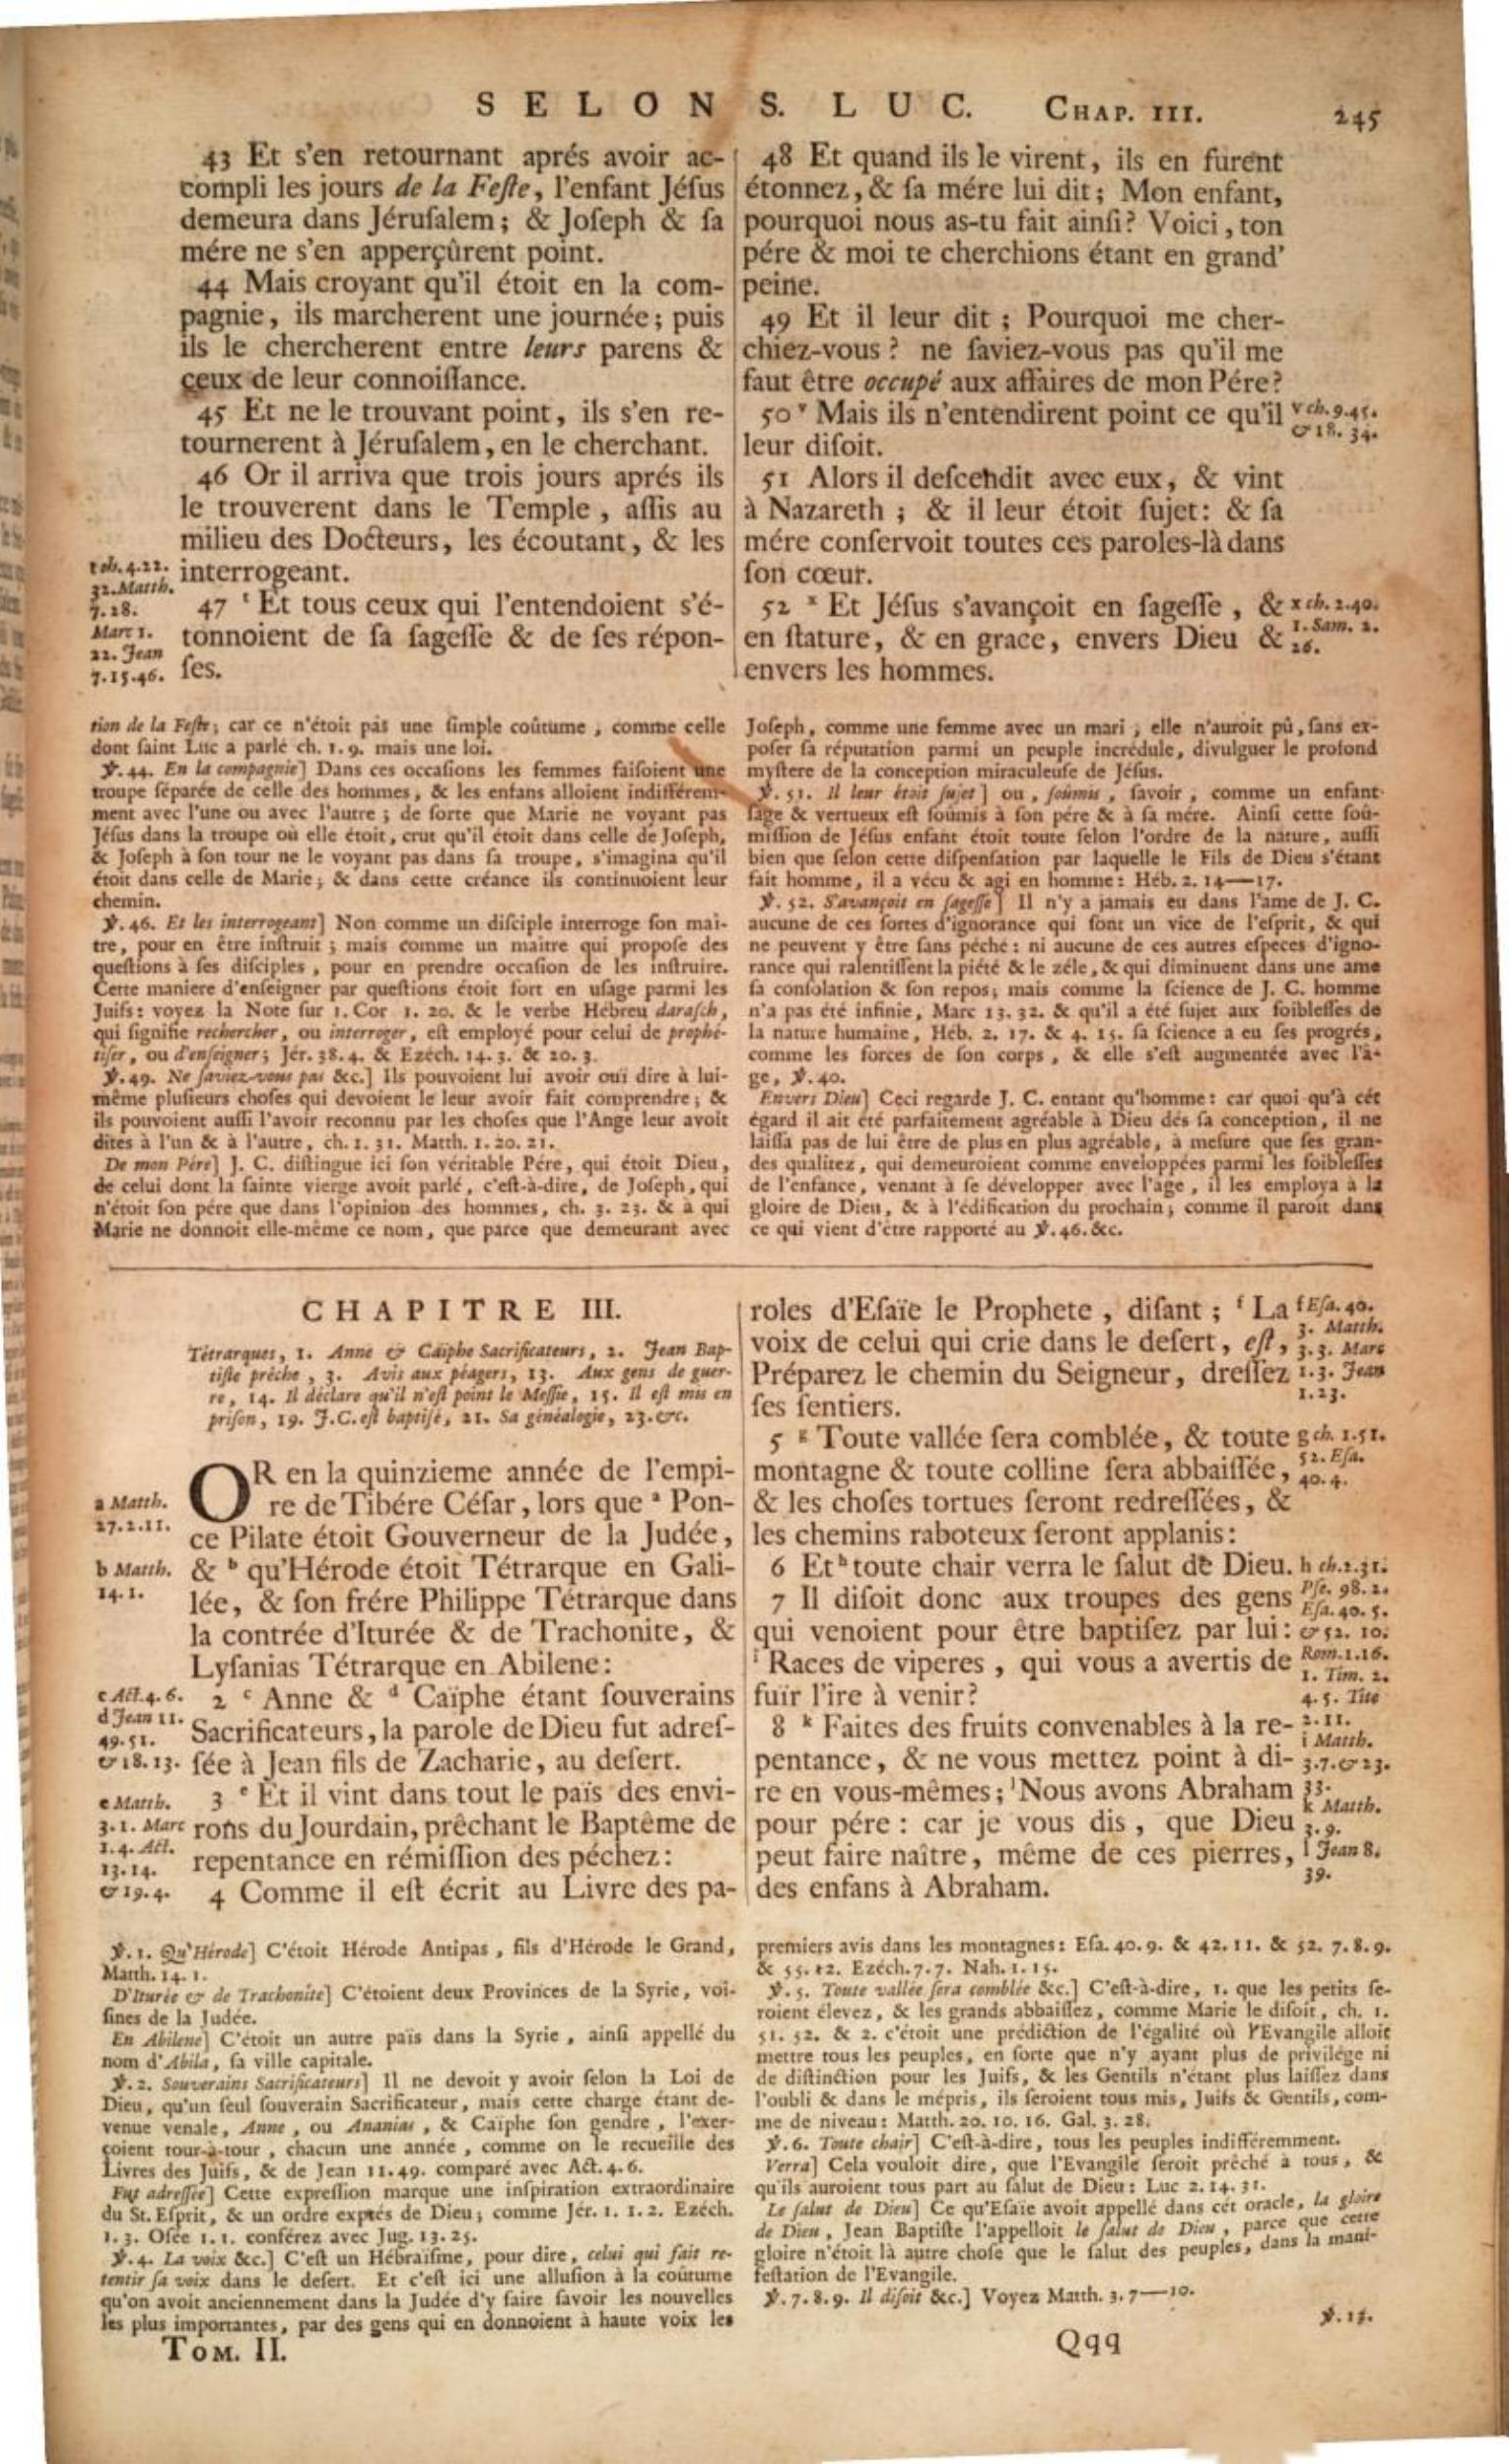 SELON S. LUC. CHAP. III. 245
43 Et s'en retournant aprés avoir ac-
compli les jours de la Feſte, l'enfant Jéſus
demeura dans Jéruſalem; & Joſeph & ſa
mére ne s'en apperçûrent point.
44 Mais croyant qu'il étoit en la com-
pagnie, ils marcherent une journée; puis
ils le chercherent entre leurs parens &
ceux de leur connoiſſance.
45 Et ne le trouvant point, ils s'en re-
tournerent à Jéruſalem, en le cherchant.
46 Or il arriva que trois jours aprés ils
le trouverent dans le Temple, aſſis au
milieu des Docteurs, les écoutant, & les
interrogeant.
47 t Et tous ceux qui l'entendoient s'é-
tonnoient de ſa ſageſſe & de ſes répon-
ſes.
t ch. 4.22.
32. Matth.
7.28.
Marc 1.
22. Jean
7.15.46.
48 Et quand ils le virent, ils en furent
étonnez, & ſa mére lui dit; Mon enfant,
pourquoi nous as-tu fait ainſi? Voici, ton
pére & moi te cherchions étant en grand'
peine.
49 Et il leur dit; Pourquoi me cher-
chiez-vous? ne ſaviez-vous pas qu'il me
faut être occupé aux affaires de mon Pére?
50 v Mais ils n'entendirent point ce qu'il
leur diſoit.
51 Alors il deſcendit avec eux, & vint
à Nazareth; & il leur étoit ſujet: & ſa
mére conſervoit toutes ces paroles-là dans
ſon cœur.
52 x Et Jéſus s'avançoit en ſageſſe, &
en ſtature, & en grace, envers Dieu &
envers les hommes.
v ch. 9.45.
& 18. 34.
x ch. 2.40.
1. Sam. 2.
26.
tion de la Feſte; car ce n'étoit pas une ſimple coûtume, comme celle
dont ſaint Luc a parlé ch. 1. 9. mais une loi.
℣. 44. En la compagnie] Dans ces occaſions les femmes faiſoient une
troupe ſéparée de celle des hommes, & les enfans alloient indifférem-
ment avec l'une ou avec l'autre; de ſorte que Marie ne voyant pas
Jéſus dans la troupe où elle étoit, crut qu'il étoit dans celle de Joſeph,
& Joſeph à ſon tour ne le voyant pas dans ſa troupe, s'imagina qu'il
étoit dans celle de Marie; & dans cette créance ils continuoient leur
chemin.
℣. 46. Et les interrogeant] Non comme un diſciple interroge ſon maî-
tre, pour en être inſtruit; mais comme un maitre qui propoſe des
queſtions à ſes diſciples, pour en prendre occaſion de les inſtruire.
Cette maniere d'enſeigner par queſtions étoit fort en uſage parmi les
Juifs: voyez la Note ſur 1. Cor 1. 20. & le verbe Hébreu daraſch,
qui ſignifie rechercher, ou interroger, eſt employé pour celui de prophé-
tiſer, ou d'enſeigner; Jér. 38. 4. & Ezéch. 14. 3. & 20. 3.
℣. 49. Ne ſaviez-vous pas &c.] Ils pouvoient lui avoir ouï dire à lui-
même pluſieurs choſes qui devoient le leur avoir fait comprendre; &
ils pouvoient auſſi l'avoir reconnu par les choſes que l'Ange leur avoit
dites à l'un & à l'autre, ch. 1. 31. Matth. 1. 20. 21.
De mon Pére] J. C. diſtingue ici ſon véritable Pére, qui étoit Dieu,
de celui dont la ſainte vierge avoit parlé, c'eſt-à-dire, de Joſeph, qui
n'étoit ſon pére que dans l'opinion des hommes, ch. 3. 23. & à qui
Marie ne donnoit elle-même ce nom, que parce que demeurant avec
Joſeph, comme une femme avec un mari, elle n'auroit pû, ſans ex-
poſer ſa réputation parmi un peuple incrédule, divulguer le profond
myſtere de la conception miraculeuſe de Jéſus.
℣. 51. Il leur étoit ſujet] ou, ſoûmis, ſavoir, comme un enfant
ſage & vertueux eſt ſoûmis à ſon pére & à ſa mére. Ainſi cette ſoû-
miſſion de Jéſus enfant étoit toute ſelon l'ordre de la nature, auſſi
bien que ſelon cette diſpenſation par laquelle le Fils de Dieu s'étant
fait homme, il a vécu & agi en homme: Héb. 2. 14—17.
℣. 52. S'avançoit en ſageſſe] Il n'y a jamais eu dans l'ame de J. C.
aucune de ces ſortes d'ignorance qui ſont un vice de l'eſprit, & qui
ne peuvent y être ſans péché: ni aucune de ces autres eſpeces d'igno-
rance qui ralentiſſent la piété & le zéle, & qui diminuent dans une ame
ſa conſolation & ſon repos; mais comme la ſcience de J. C. homme
n'a pas été infinie, Marc 13. 32. & qu'il a été ſujet aux foibleſſes de
la nature humaine, Héb. 2. 17. & 4. 15. ſa ſcience a eu ſes progrés,
comme les forces de ſon corps, & elle s'eſt augmentée avec l'â-
ge, ℣. 40.
Envers Dieu] Ceci regarde J. C. entant qu'homme: car quoi qu'à cét
égard il ait été parfaitement agréable à Dieu dés ſa conception, il ne
laiſſa pas de lui être de plus en plus agréable, à meſure que ſes gran-
des qualitez, qui demeuroient comme enveloppées parmi les foibleſſes
de l'enfance, venant à ſe développer avec l'âge, il les employa à la
gloire de Dieu, & à l'édification du prochain; comme il paroit dans
ce qui vient d'être rapporté au ℣. 46. &c.
CHAPITRE III.
Tétrarques, 1. Anne & Caïphe Sacrificateurs, 2. Jean Bap-
tiſte prêche, 3. Avis aux péagers, 13. Aux gens de guer-
re, 14. Il déclare qu'il n'eſt point le Meſſie, 15. Il eſt mis en
priſon, 19. J.C. eſt baptiſé, 21. Sa généalogie, 23. &c.
OR en la quinzieme année de l'empi-
re de Tibére Céſar, lors que a Pon-
ce Pilate étoit Gouverneur de la Judée,
& b qu'Hérode étoit Tétrarque en Gali-
lée, & ſon frére Philippe Tétrarque dans
la contrée d'Iturée & de Trachonite, &
Lyſanias Tétrarque en Abilene:
2 c Anne & d Caïphe étant ſouverains
Sacrificateurs, la parole de Dieu fut adreſ-
ſée à Jean fils de Zacharie, au deſert.
3 e Et il vint dans tout le païs des envi-
rons du Jourdain, prêchant le Baptême de
repentance en rémiſſion des péchez:
4 Comme il eſt écrit au Livre des pa-
a Matth.
27.2.11.
b Matth.
14.1.
c Act. 4. 6.
d Jean 11.
49.51.
& 18.13.
e Matth.
3.1. Marc
1.4. Act.
13.14.
& 19.4.
roles d'Eſaïe le Prophete, diſant; f La
voix de celui qui crie dans le deſert, eſt,
Préparez le chemin du Seigneur, dreſſez
ſes ſentiers.
5 g Toute vallée ſera comblée, & toute
montagne & toute colline ſera abbaiſſée,
& les choſes tortues ſeront redreſſées, &
les chemins raboteux ſeront applanis:
6 Et h toute chair verra le ſalut de Dieu.
7 Il diſoit donc aux troupes des gens
qui venoient pour être baptiſez par lui:
i Races de viperes, qui vous a avertis de
fuïr l'ire à venir?
8 k Faites des fruits convenables à la re-
pentance, & ne vous mettez point à di-
re en vous-mêmes; l Nous avons Abraham
pour pére: car je vous dis, que Dieu
peut faire naître, même de ces pierres,
des enfans à Abraham.
f Eſa. 40.
3. Matth.
3.3. Marc
1.3. Jean
1.23.
g ch. 1.51.
52. Eſa.
40.4.
h ch. 2.31.
Pſe. 98. 2.
Eſa. 40. 5.
& 52. 10.
Rom. 1.16.
1. Tim. 2.
4. 5. Tite
2.11.
i Matth.
3.7. & 23.
33.
k Matth.
3.9.
l Jean 8.
39.
℣. 1. Qu'Hérode] C'étoit Hérode Antipas, fils d'Hérode le Grand,
Matth. 14. 1.
D'Iturée & de Trachonite] C'étoient deux Provinces de la Syrie, voi-
ſines de la Judée.
En Abilene] C'étoit un autre païs dans la Syrie, ainſi appellé du
nom d'Abila, ſa ville capitale.
℣. 2. Souverains Sacrificateurs] Il ne devoit y avoir ſelon la Loi de
Dieu, qu'un ſeul ſouverain Sacrificateur, mais cette charge étant de-
venue venale, Anne, ou Ananias, & Caïphe ſon gendre, l'exer-
çoient tour-à-tour, chacun une année, comme on le recueille des
Livres des Juifs, & de Jean 11. 49. comparé avec Act. 4. 6.
Fut adreſſée] Cette expreſſion marque une inſpiration extraordinaire
du St. Eſprit, & un ordre exprés de Dieu; comme Jér. 1. 1. 2. Ezéch.
1. 3. Oſée 1. 1. conférez avec Jug. 13. 25.
℣. 4. La voix &c.] C'eſt un Hébraïſme, pour dire, celui qui fait re-
tentir ſa voix dans le deſert. Et c'eſt ici une alluſion à la coûtume
qu'on avoit anciennement dans la Judée d'y faire ſavoir les nouvelles
les plus importantes, par des gens qui en donnoient à haute voix les
premiers avis dans les montagnes: Eſa. 40. 9. & 42. 11. & 52. 7. 8. 9.
& 55. 12. Ezéch. 7. 7. Nah. 1. 15.
℣. 5. Toute vallée ſera comblée &c.] C'eſt-à-dire, 1. que les petits ſe-
roient élevez, & les grands abbaiſſez, comme Marie le diſoit, ch. 1.
51. 52. & 2. c'étoit une prédiction de l'égalité où l'Evangile alloit
mettre tous les peuples, en ſorte que n'y ayant plus de privilége ni
de diſtinction pour les Juifs, & les Gentils n'étant plus laiſſez dans
l'oubli & dans le mépris, ils ſeroient tous mis, Juifs & Gentils, com-
me de niveau: Matth. 20. 10. 16. Gal. 3. 28.
℣. 6. Toute chair] C'eſt-à-dire, tous les peuples indifféremment.
Verra] Cela vouloit dire, que l'Evangile ſeroit prêché à tous, &
qu'ils auroient tous part au ſalut de Dieu: Luc 2. 14. 31.
Le ſalut de Dieu] Ce qu'Eſaïe avoit appellé dans cét oracle, la gloire
de Dieu, Jean Baptiſte l'appelloit le ſalut de Dieu, parce que cette
gloire n'étoit là autre choſe que le ſalut des peuples, dans la mani-
feſtation de l'Evangile.
℣. 7. 8. 9. Il diſoit &c.] Voyez Matth. 3. 7—10.
TOM. II.
Qqq